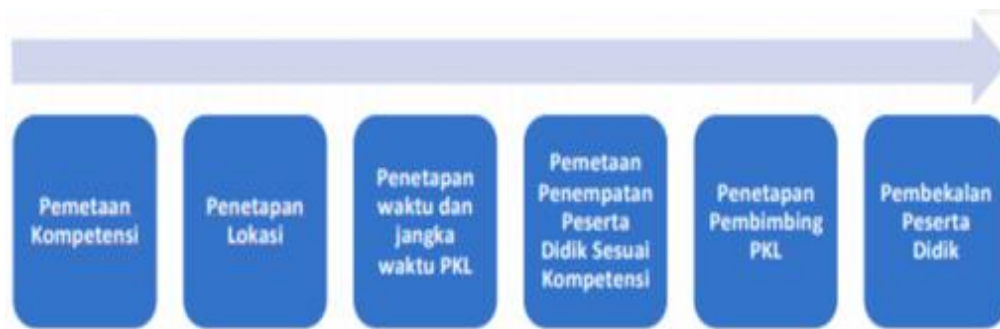 Pemetaan
Kompetensi
Penetapan
Lokasi
Penetapan
waktu dan
jangka
waktu PKL
Pemetaan
Penempatan
Peserta
Didik Sesuai
Kompetensi
Penetapan
Pembimbing
PKL
Pembekalan
Peserta
Didik